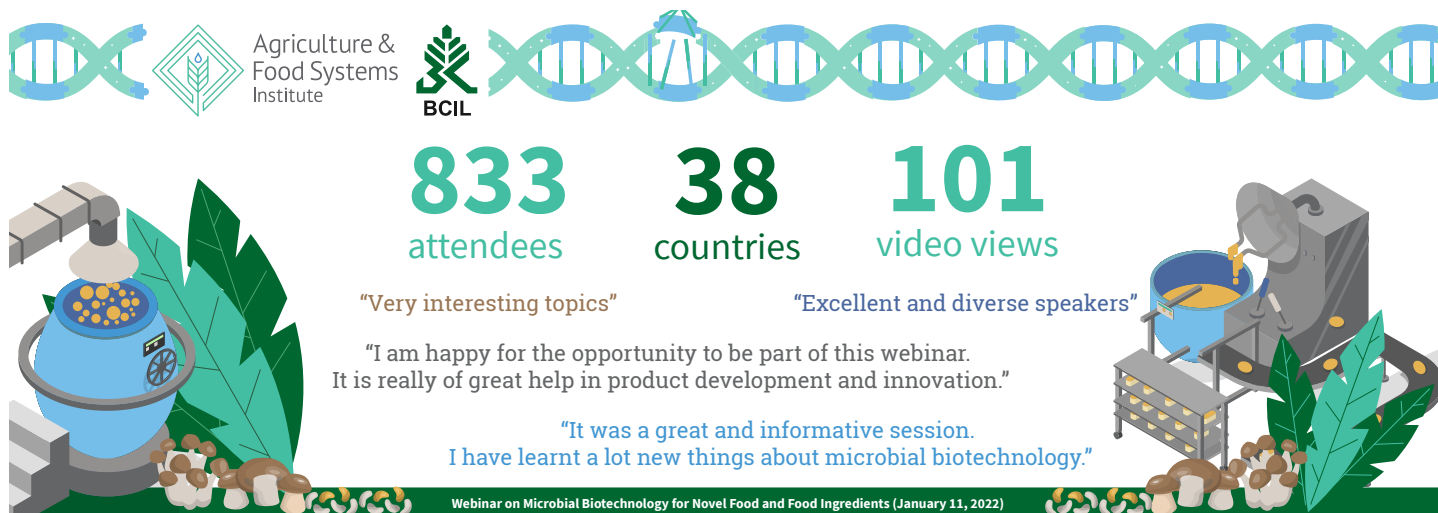 Agriculture &
Food Systems
Institute
BCIL
833
attendees
38
countries
101
video views
“Very interesting topics”
“Excellent and diverse speakers”
“I am happy for the opportunity to be part of this webinar.
It is really of great help in product development and innovation.”
“It was a great and informative session.
I have learnt a lot new things about microbial biotechnology.”
Webinar on Microbial Biotechnology for Novel Food and Food Ingredients (January 11, 2022)